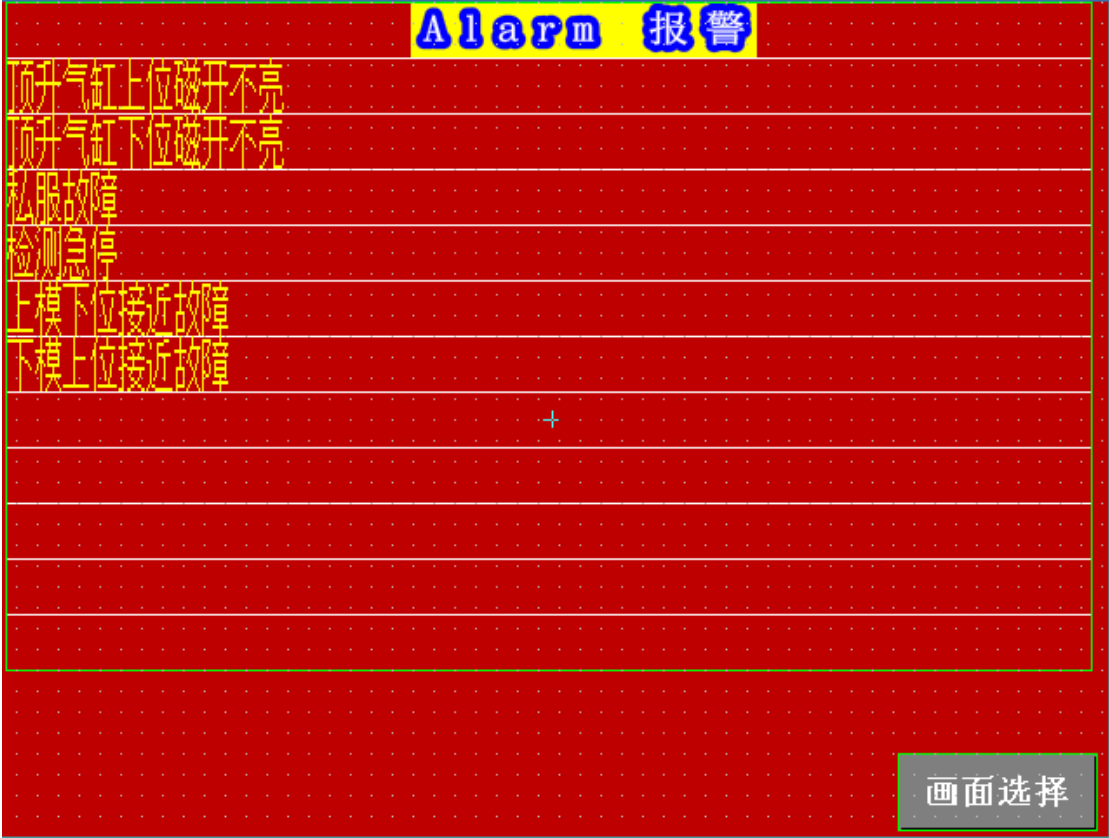 Alarm 报警
顶升气缸上位磁开不亮
顶升气缸下位磁开不亮
私服故障
检测急停
上模下位接近故障
下模上位接近故障
画面选择